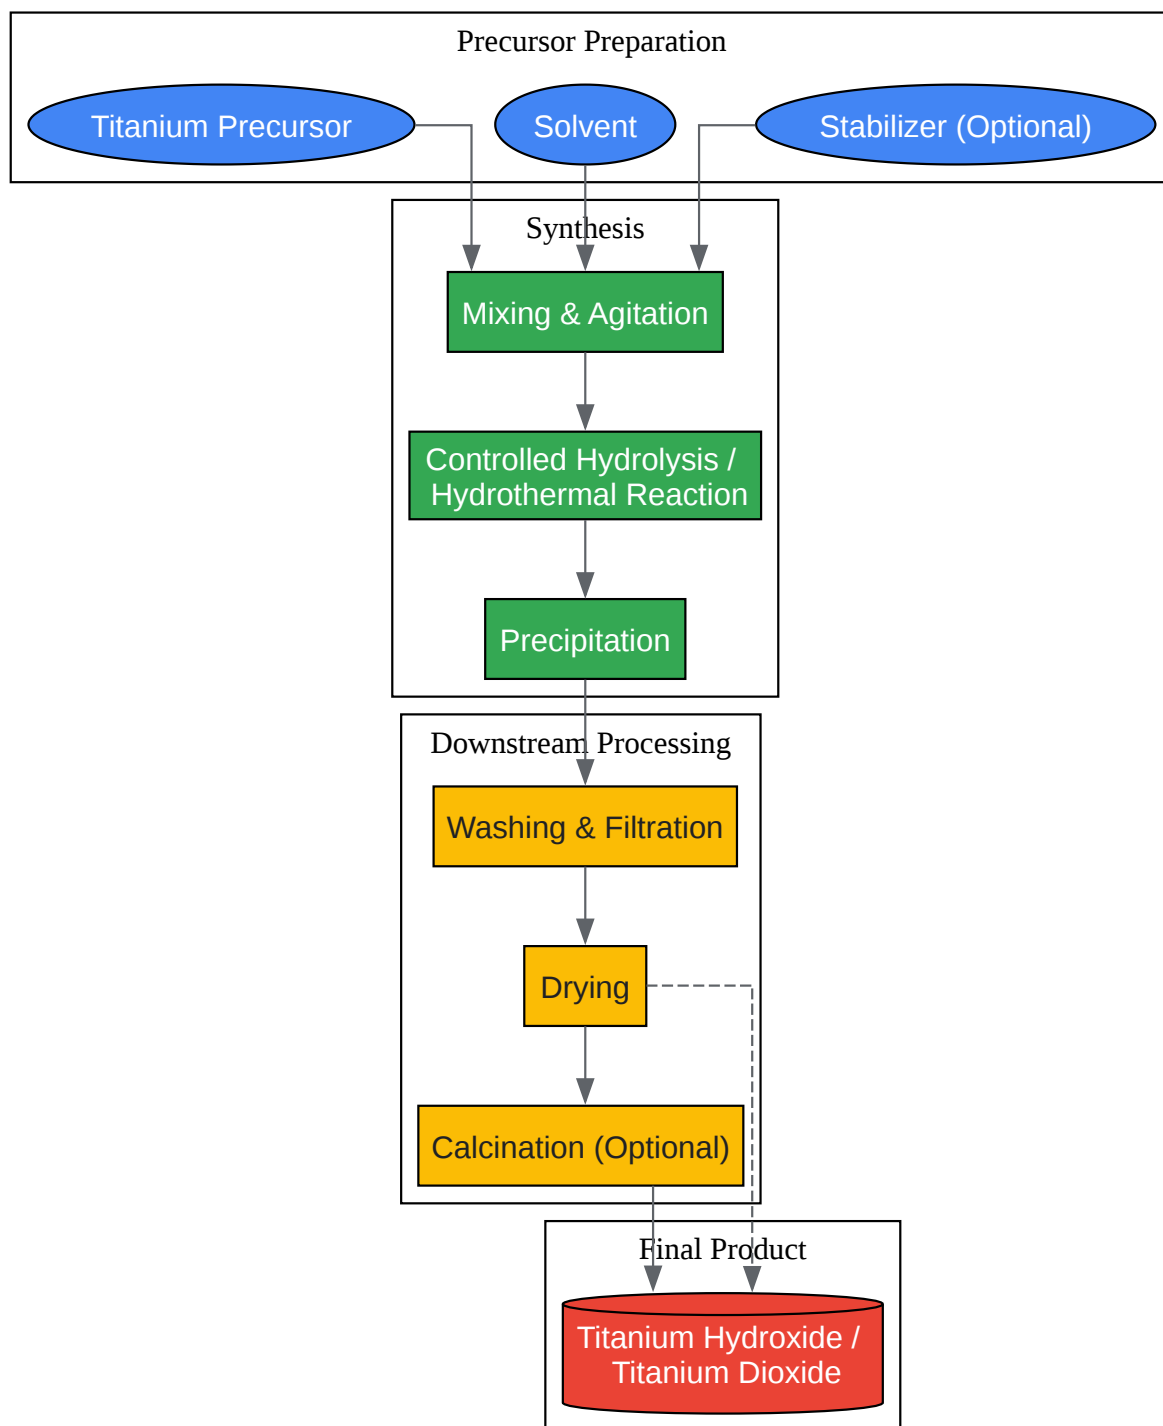 Precursor Preparation
Titanium Precursor
Solvent
Stabilizer (Optional)
Synthesis
Mixing & Agitation
Controlled Hydrolysis /
Hydrothermal Reaction
Precipitation
Downstream Processing
Washing & Filtration
Drying
Calcination (Optional)
Final Product
Titanium Hydroxide /
Titanium Dioxide